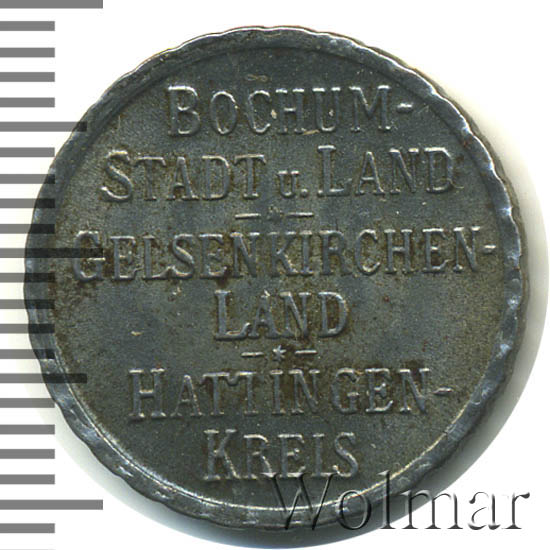 BOCHUM-
STADT u. LAND
GELSENKIRCHEN-
LAND
HATTINGEN-
KREIS
Wolmar